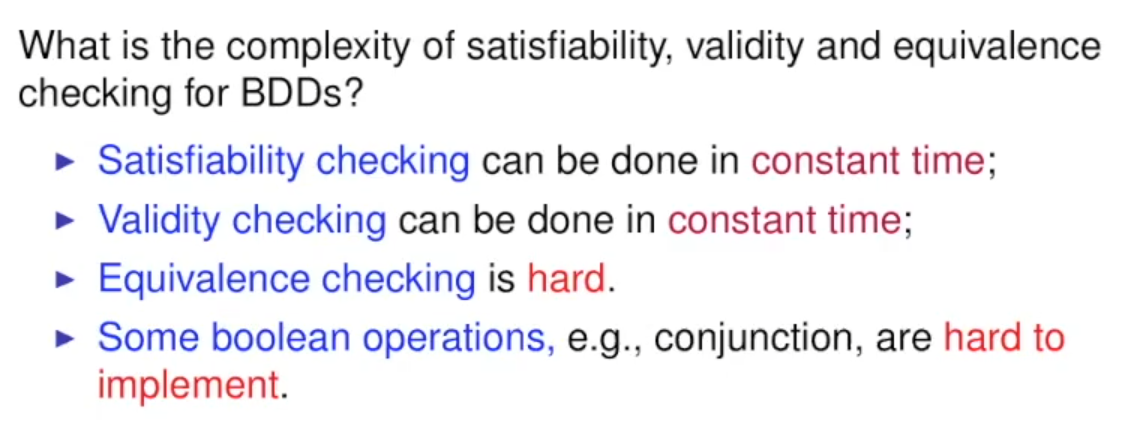 What is the complexity of satisfiability, validity and equivalence
checking for BDDs?
▶ Satisfiability checking can be done in constant time;
▶ Validity checking can be done in constant time;
▶ Equivalence checking is hard.
▶ Some boolean operations, e.g., conjunction, are hard to
implement.